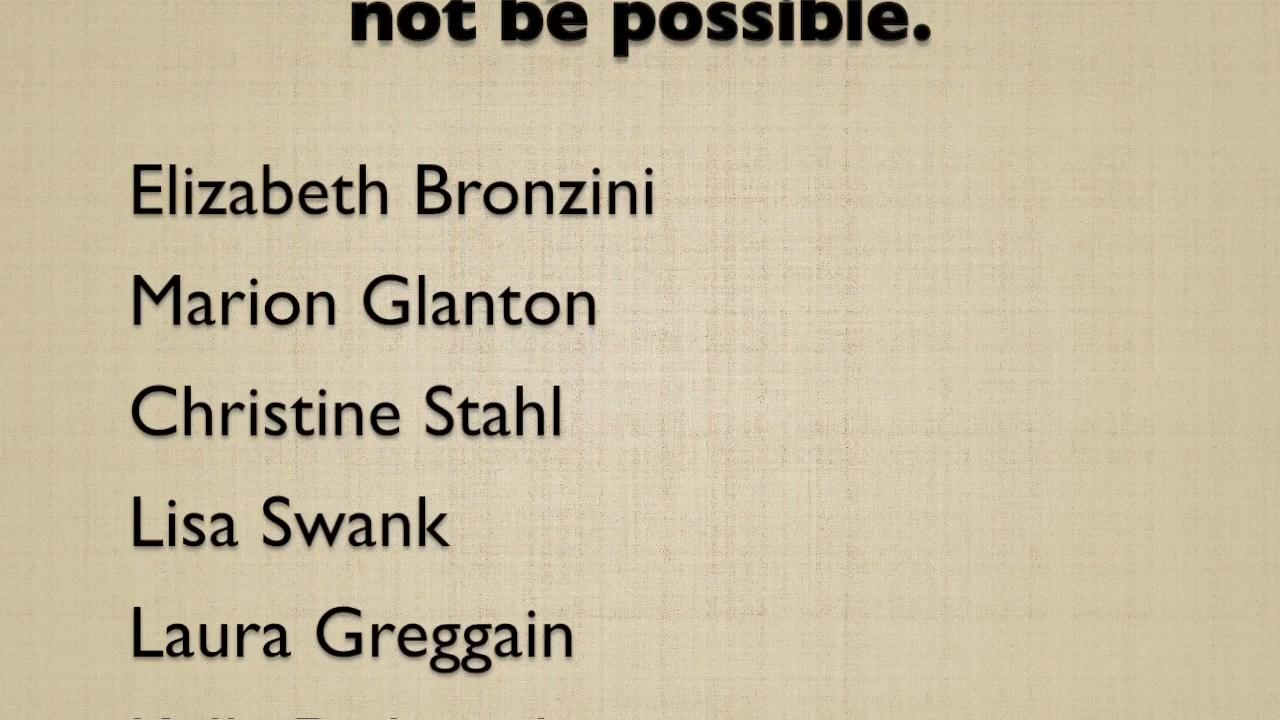 not be possible.
Elizabeth Bronzini
Marion Glanton
Christine Stahl
Lisa Swank
Laura Greggain